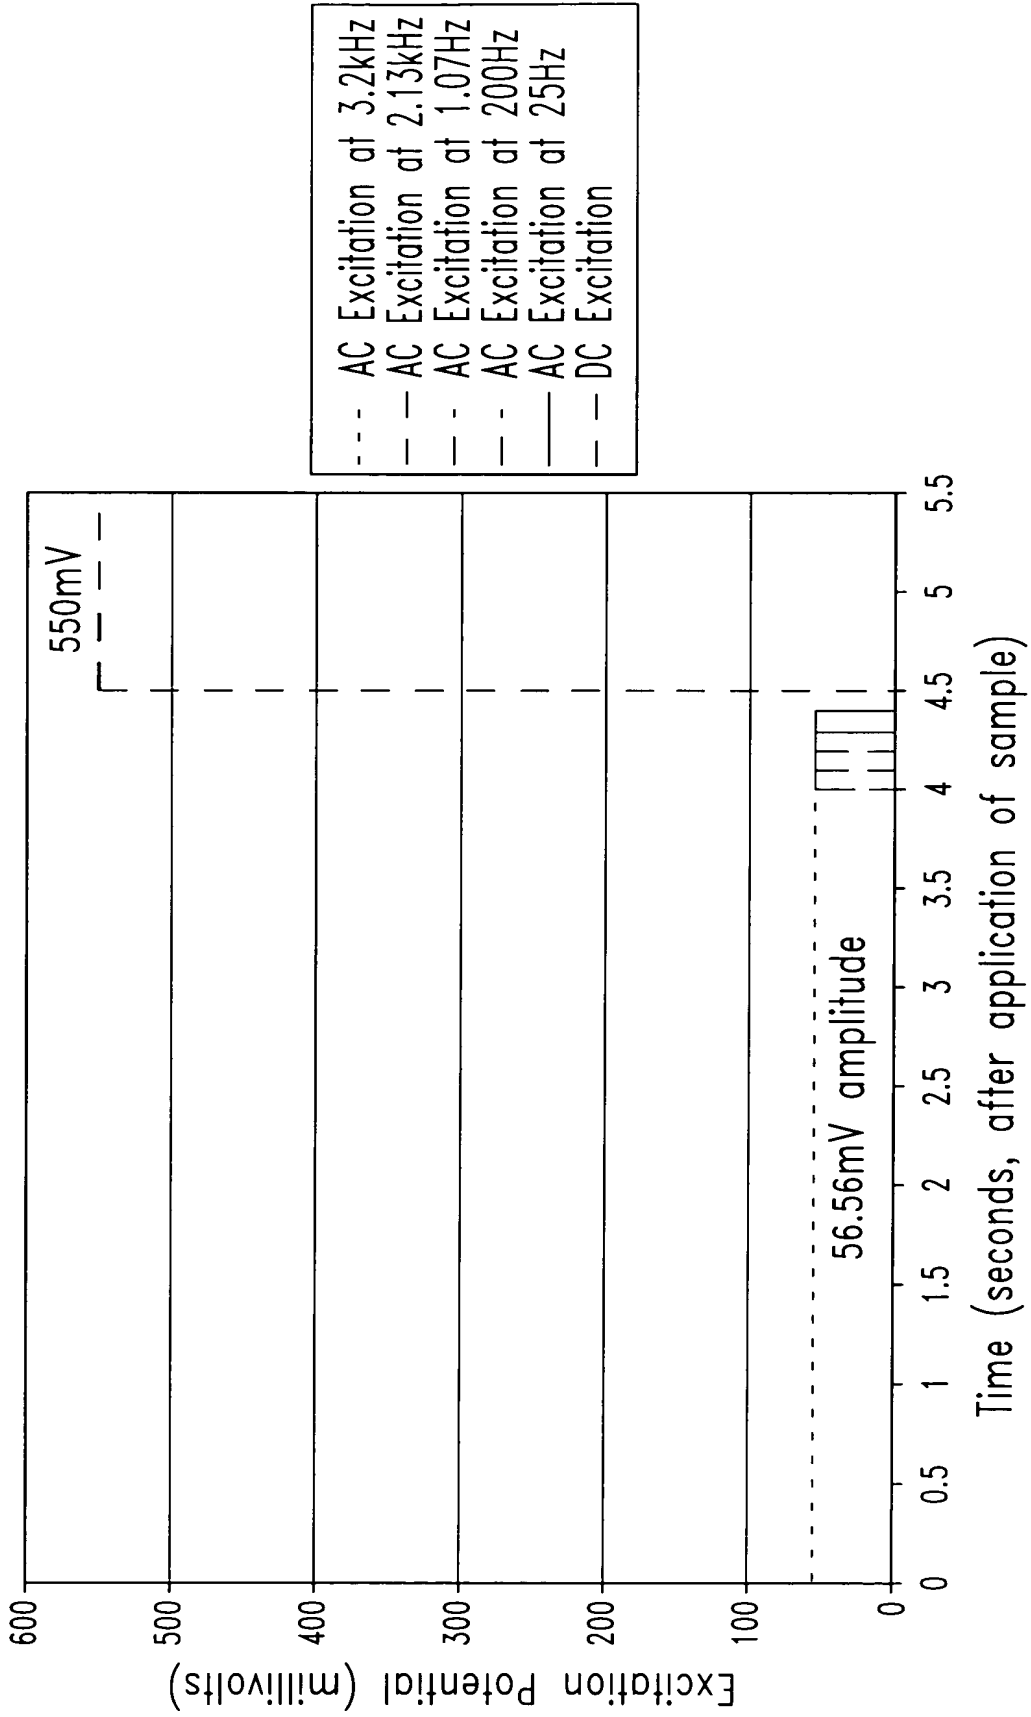 Excitation Potential (millivolts)
600
500
400
300
200
100
0
550mV
56.56mV amplitude
0
0.5
1
1.5
2
2.5
3
3.5
4
4.5
5
5.5
Time (seconds, after application of sample)
AC Excitation at 3.2kHz
AC Excitation at 2.13kHz
AC Excitation at 1.07Hz
AC Excitation at 200Hz
AC Excitation at 25Hz
DC Excitation